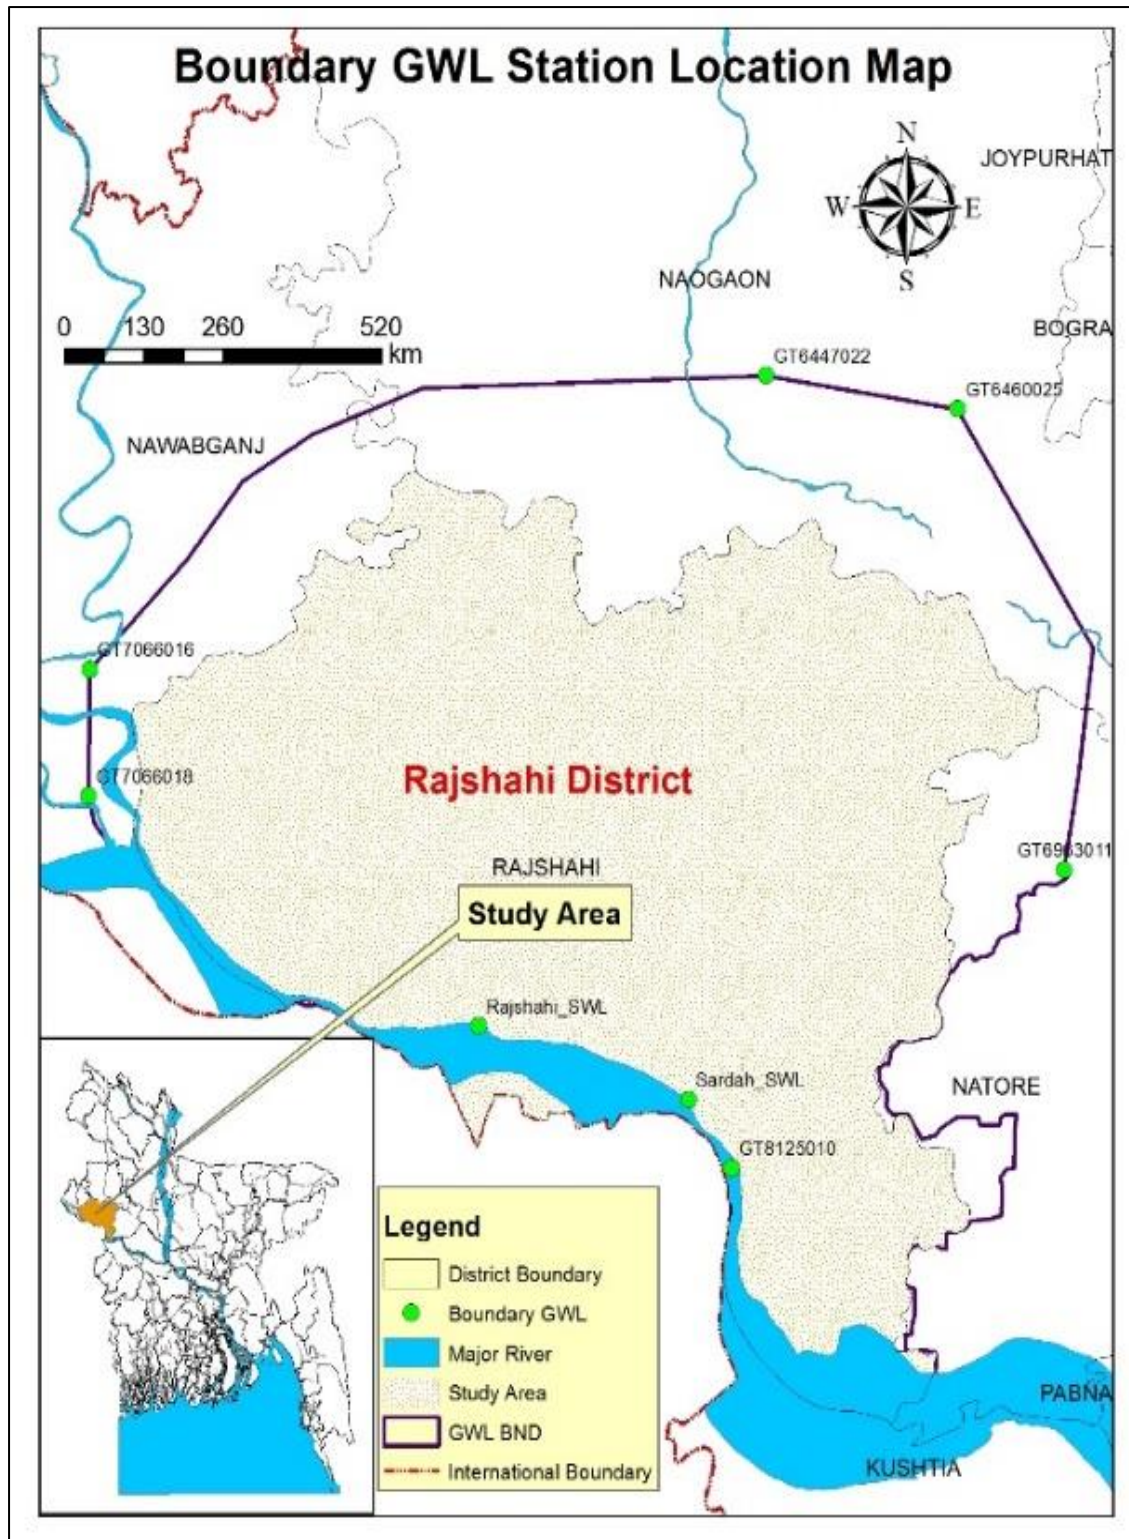 Boundary GWL Station Location Map
N
JOYPURHAT
W
E
S
NAOGAON
0 130 260 520
km
BOGRA
GT6447022
GT6460025
NAWABGANJ
GT7066016
GT7066018
Rajshahi District
GT6963011
RAJSHAHI
Study Area
Rajshahi_SWL
Sardah_SWL
NATORE
GT8125010
Legend
District Boundary
Boundary GWL
Major River
Study Area
GWL BND
International Boundary
PABNA
KUSHTIA